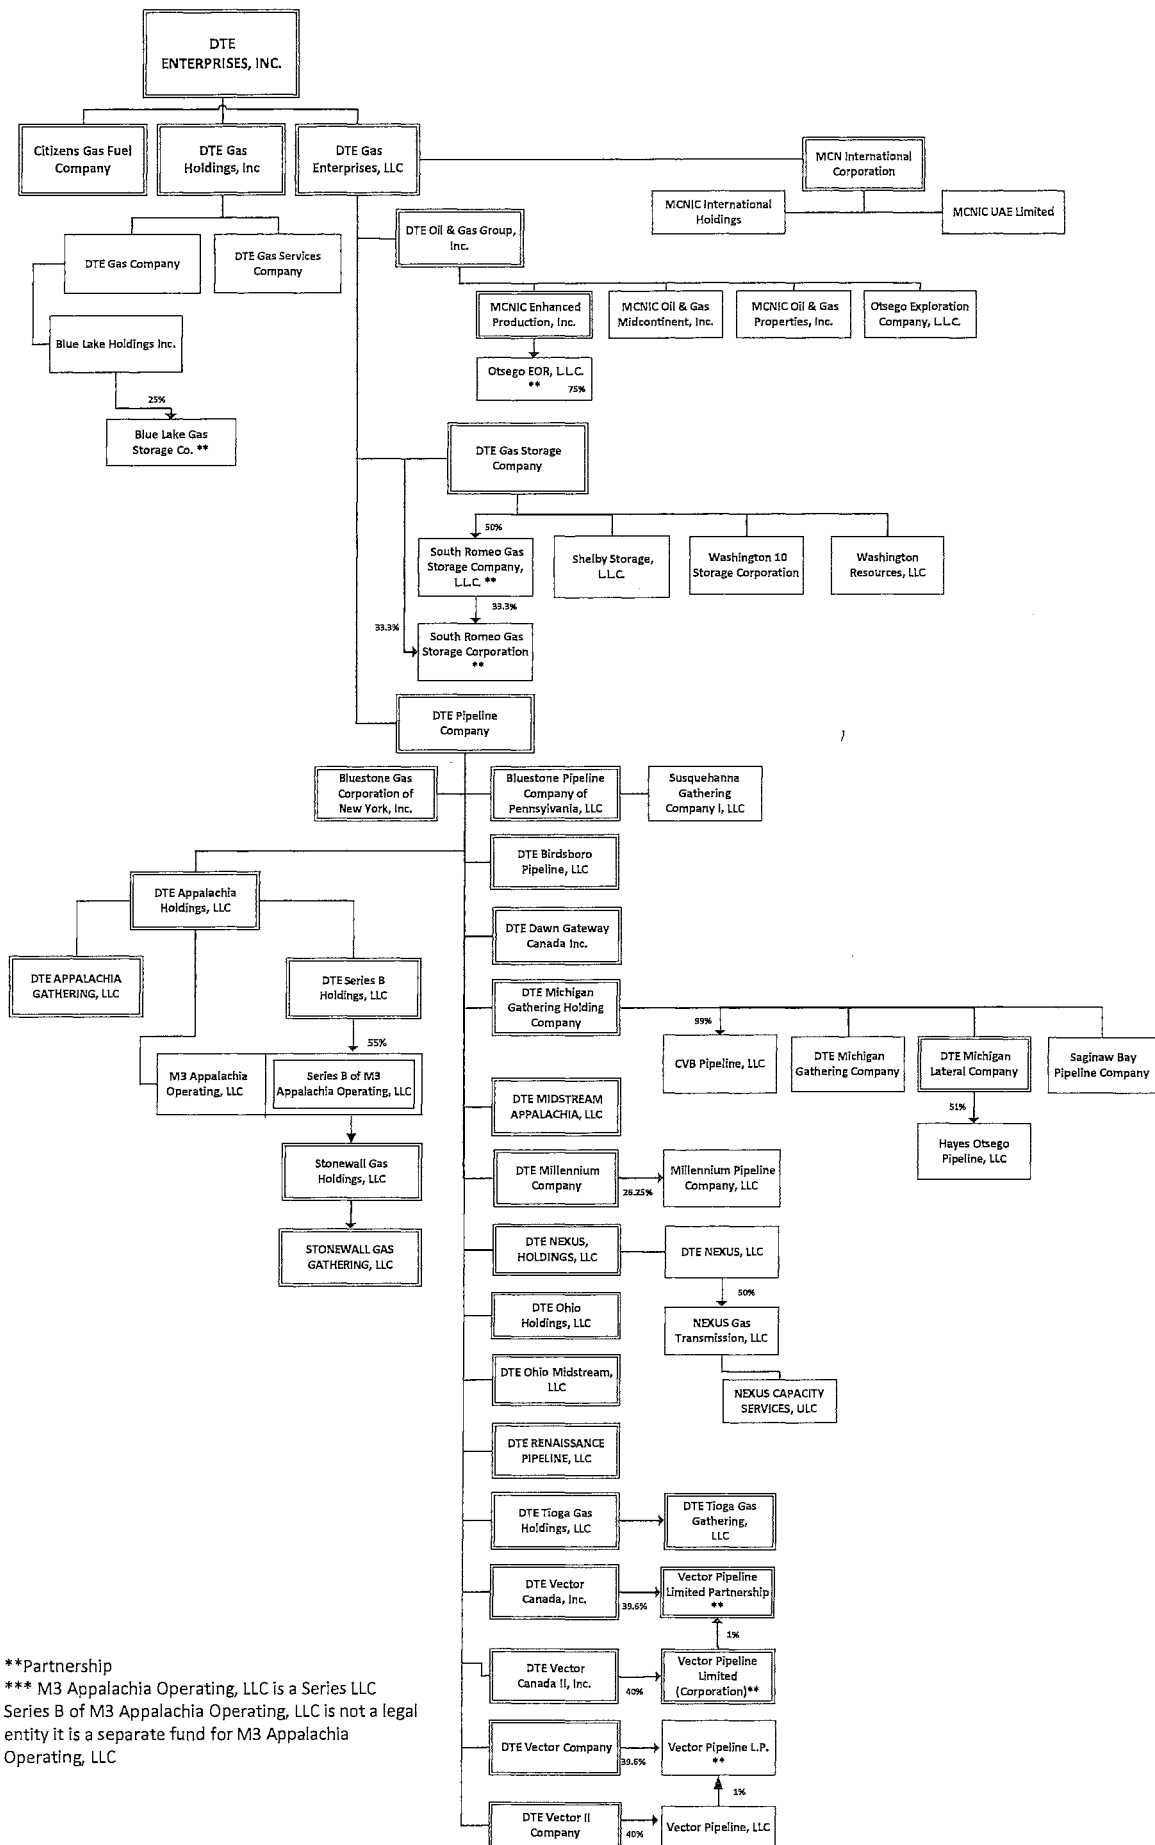 DTE
ENTERPRISES, INC.
Citizens Gas Fuel
Company
DTE Gas
Holdings, Inc
DTE Gas
Enterprises, LLC
MCN International
Corporation
MCNIC International
Holdings
MCNIC UAE Limited
DTE Oil & Gas Group,
Inc.
DTE Gas Company
DTE Gas Services
Company
MCNIC Enhanced
Production, Inc.
MCNIC Oil & Gas
Midcontinent, Inc.
MCNIC Oil & Gas
Properties, Inc.
Otsego Exploration
Company, L.L.C.
Blue Lake Holdings Inc.
Otsego EOR, L.L.C.
**
75%
25%
Blue Lake Gas
Storage Co. **
DTE Gas Storage
Company
50%
South Romeo Gas
Storage Company,
L.L.C. **
Shelby Storage,
L.L.C.
Washington 10
Storage Corporation
Washington
Resources, LLC
33.3%
33.3%
South Romeo Gas
Storage Corporation
**
DTE Pipeline
Company
Bluestone Gas
Corporation of
New York, Inc.
Bluestone Pipeline
Company of
Pennsylvania, LLC
Susquehanna
Gathering
Company I, LLC
DTE Birdsboro
Pipeline, LLC
DTE Appalachia
Holdings, LLC
DTE Dawn Gateway
Canada Inc.
DTE APPALACHIA
GATHERING, LLC
DTE Series B
Holdings, LLC
DTE Michigan
Gathering Holding
Company
99%
CVB Pipeline, LLC
DTE Michigan
Gathering Company
DTE Michigan
Lateral Company
Saginaw Bay
Pipeline Company
55%
M3 Appalachia
Operating, LLC
Series B of M3
Appalachia Operating, LLC
DTE MIDSTREAM
APPALACHIA, LLC
51%
Hayes Otsego
Pipeline, LLC
Stonewall Gas
Holdings, LLC
DTE Millennium
Company
26.25%
Millennium Pipeline
Company, LLC
STONEWALL GAS
GATHERING, LLC
DTE NEXUS,
HOLDINGS, LLC
DTE NEXUS, LLC
50%
DTE Ohio
Holdings, LLC
NEXUS Gas
Transmission, LLC
DTE Ohio Midstream,
LLC
NEXUS CAPACITY
SERVICES, ULC
DTE RENAISSANCE
PIPELINE, LLC
DTE Tioga Gas
Holdings, LLC
DTE Tioga Gas
Gathering,
LLC
DTE Vector
Canada, Inc.
39.6%
Vector Pipeline
Limited Partnership
**
1%
DTE Vector
Canada II, Inc.
40%
Vector Pipeline
Limited
(Corporation)**
DTE Vector Company
39.6%
Vector Pipeline L.P.
**
1%
DTE Vector II
Company
40%
Vector Pipeline, LLC
**Partnership
*** M3 Appalachia Operating, LLC is a Series LLC
Series B of M3 Appalachia Operating, LLC is not a legal
entity it is a separate fund for M3 Appalachia
Operating, LLC